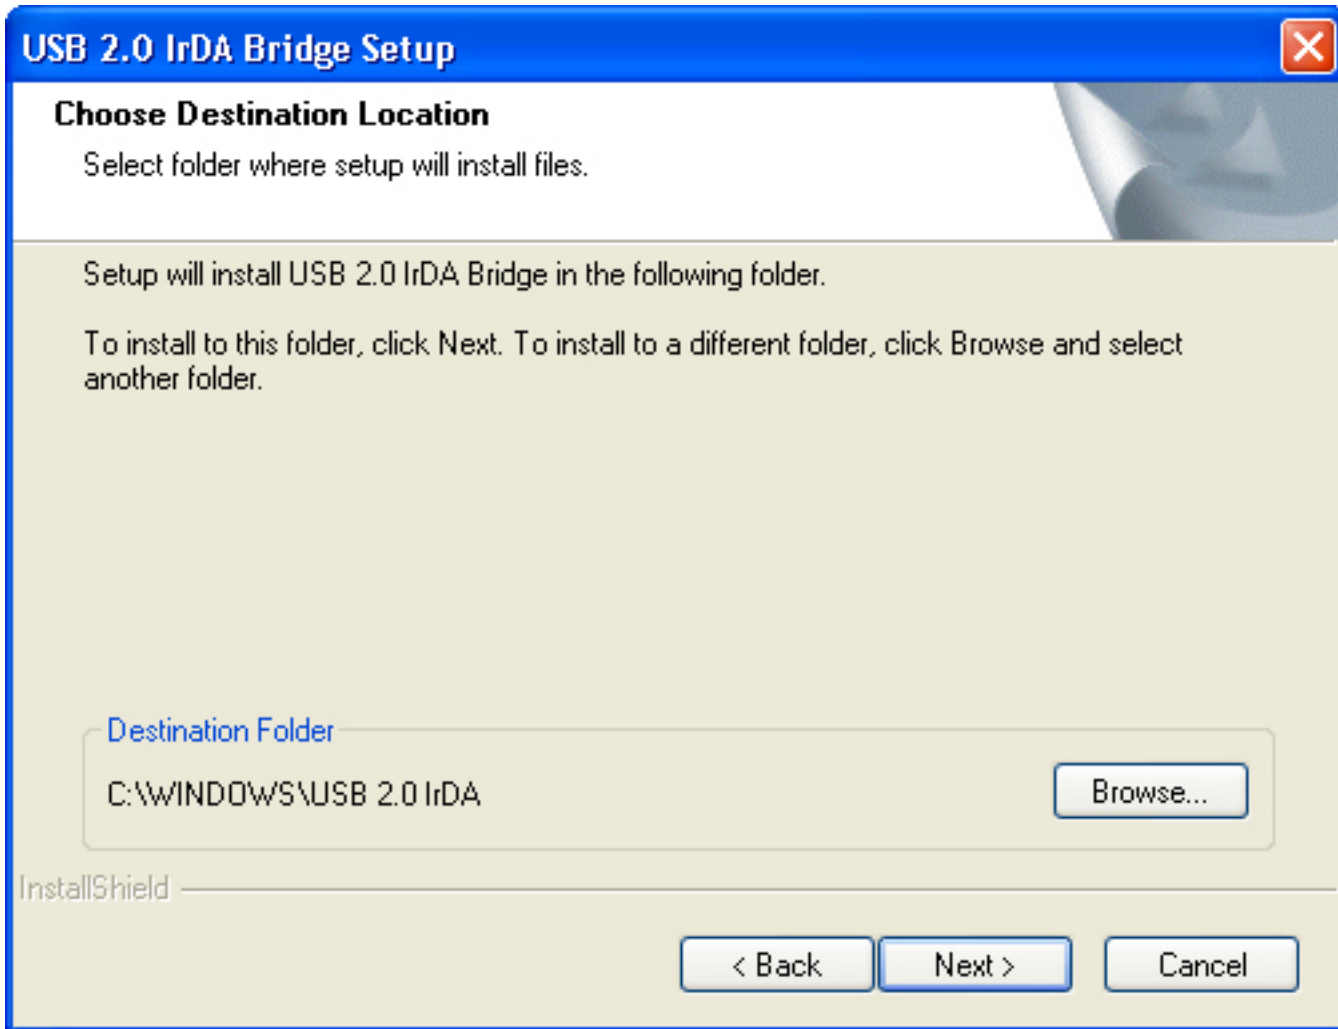 USB 2.0 IrDA Bridge Setup
Choose Destination Location
Select folder where setup will install files.
Setup will install USB 2.0 IrDA Bridge in the following folder.
To install to this folder, click Next. To install to a different folder, click Browse and select
another folder.
Destination Folder
C:\WINDOWS\USB 2.0 IrDA
Browse...
InstallShield
< Back
Next >
Cancel